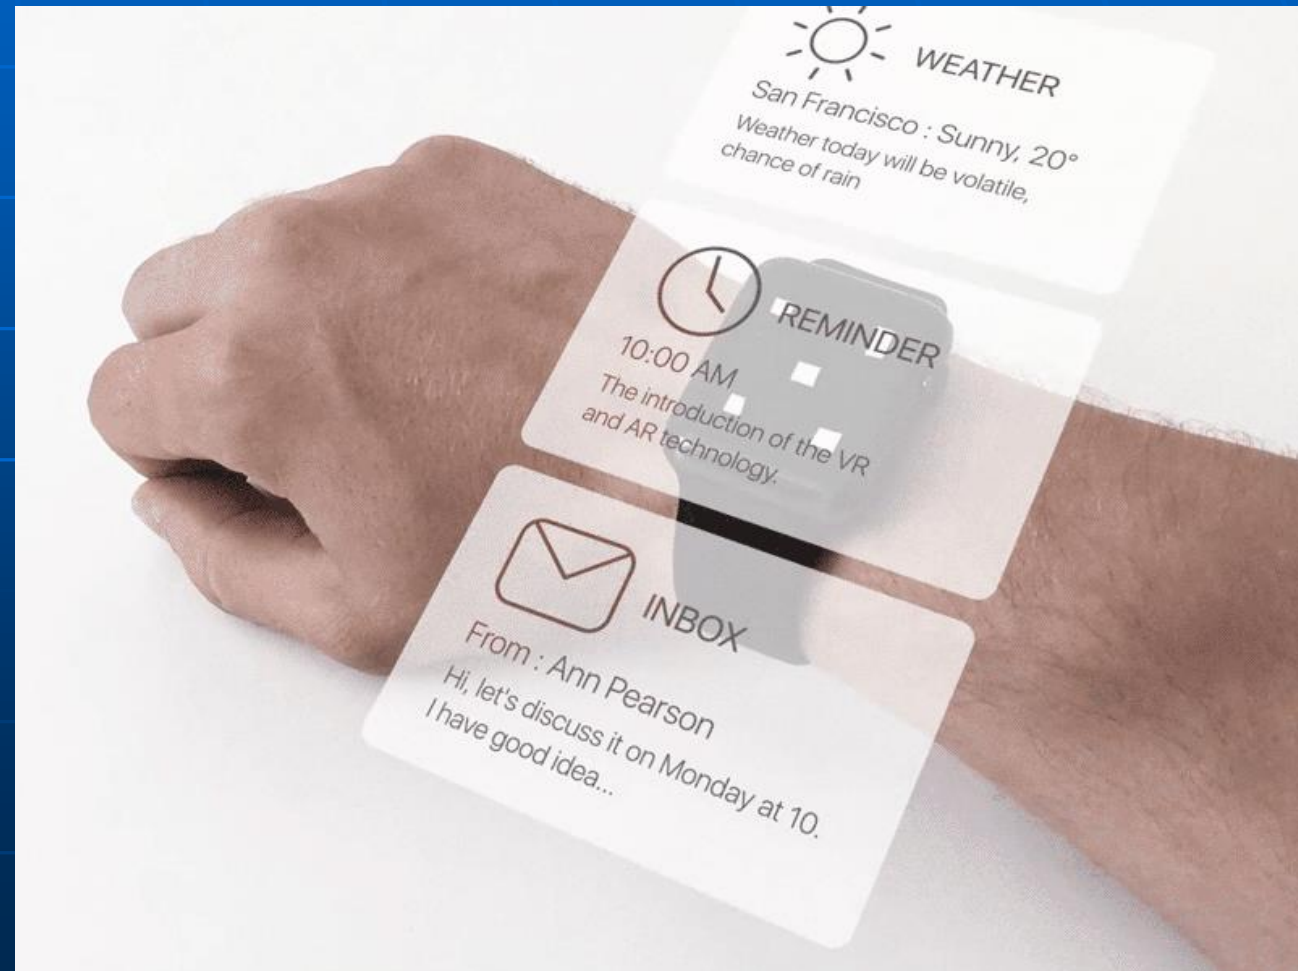 WEATHER
San Francisco : Sunny, 20°
Weather today will be volatile,
chance of rain
REMINDER
10:00 AM
The introduction of the VR
and AR technology.
INBOX
From : Ann Pearson
Hi, let's discuss it on Monday at 10.
I have good idea...